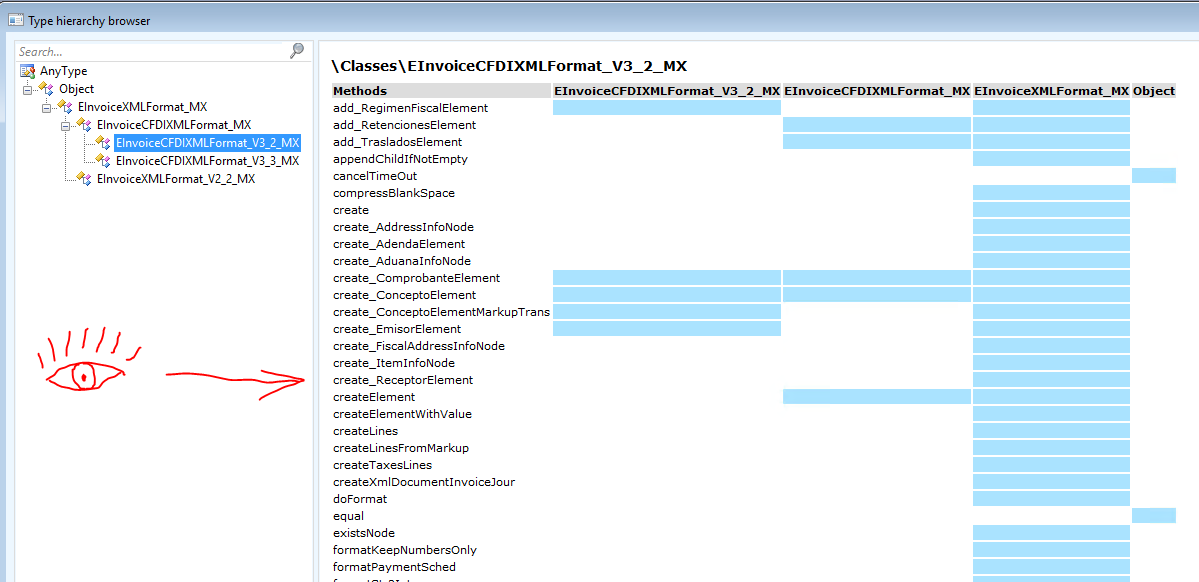 Type hierarchy browser
Search...
AnyType
Object
EInvoiceXMLFormat_MX
EInvoiceCFDIXMLFormat_MX
EInvoiceCFDIXMLFormat_V3_2_MX
EInvoiceCFDIXMLFormat_V3_3_MX
EInvoiceXMLFormat_V2_2_MX
\Classes\EInvoiceCFDIXMLFormat_V3_2_MX
Methods EInvoiceCFDIXMLFormat_V3_2_MX EInvoiceCFDIXMLFormat_MX EInvoiceXMLFormat_MX Object
add_RegimenFiscalElement
add_RetencionesElement
add_TrasladosElement
appendChildIfNotEmpty
cancelTimeOut
compressBlankSpace
create
create_AddressInfoNode
create_AdendaElement
create_AduanaInfoNode
create_ComprobanteElement
create_ConceptoElement
create_ConceptoElementMarkupTrans
create_EmisorElement
create_FiscalAddressInfoNode
create_ItemInfoNode
create_ReceptorElement
createElement
createElementWithValue
createLines
createLinesFromMarkup
createTaxesLines
createXmlDocumentInvoiceJour
doFormat
equal
existsNode
formatKeepNumbersOnly
formatPaymentSched